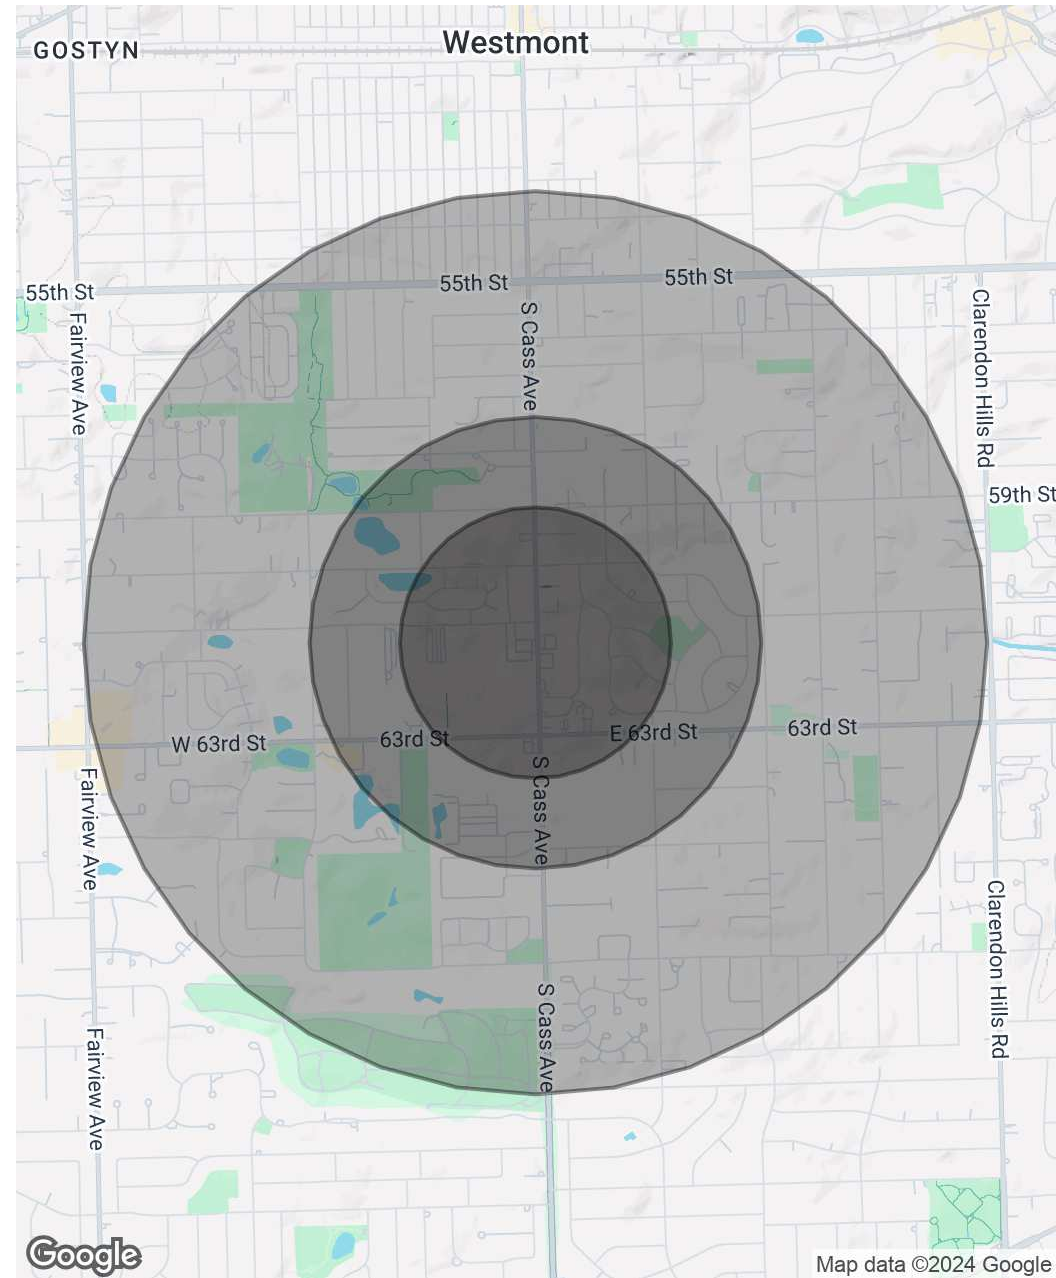 Westmont
GOSTYN
55th St
55th St
55th St
Fairview Ave
S Cass Ave
Clarendon Hills Rd
59th St
W 63rd St
63rd St
E 63rd St
63rd St
Fairview Ave
S Cass Ave
Clarendon Hills Rd
S Cass Ave
Fairview Ave
Google
Map data ©2024 Google